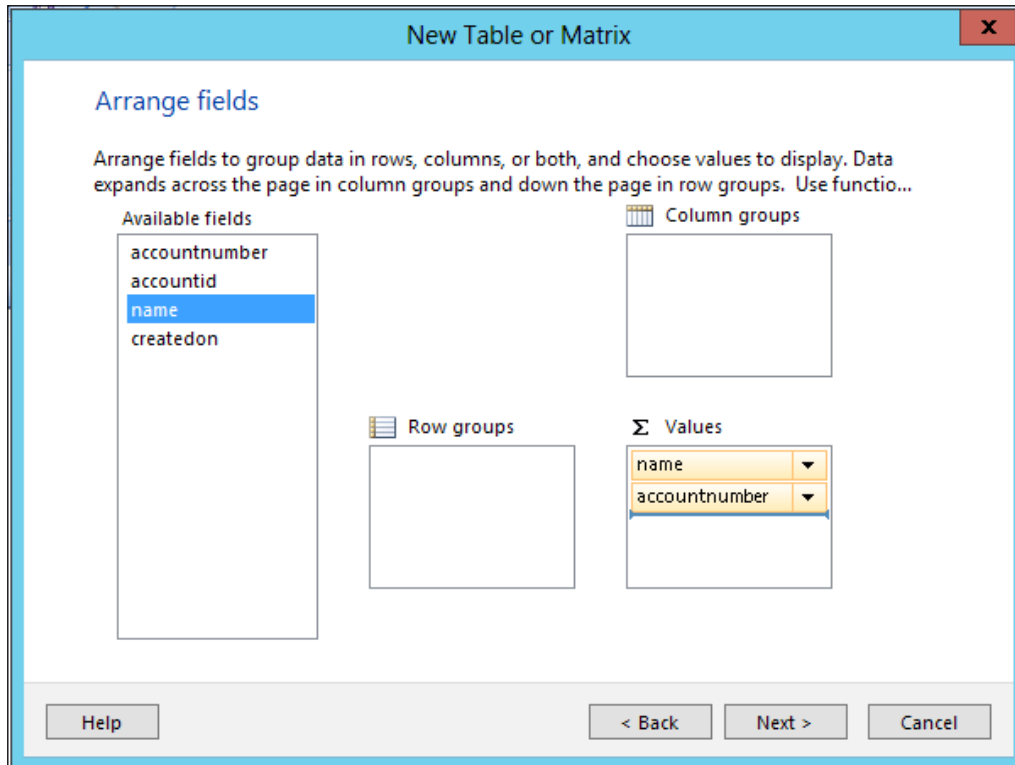 New Table or Matrix
x
Arrange fields
Arrange fields to group data in rows, columns, or both, and choose values to display. Data
expands across the page in column groups and down the page in row groups. Use functio...
Available fields
accountnumber
accountid
name
createdon
Column groups
Row groups
Σ Values
name
accountnumber
Help
< Back
Next >
Cancel